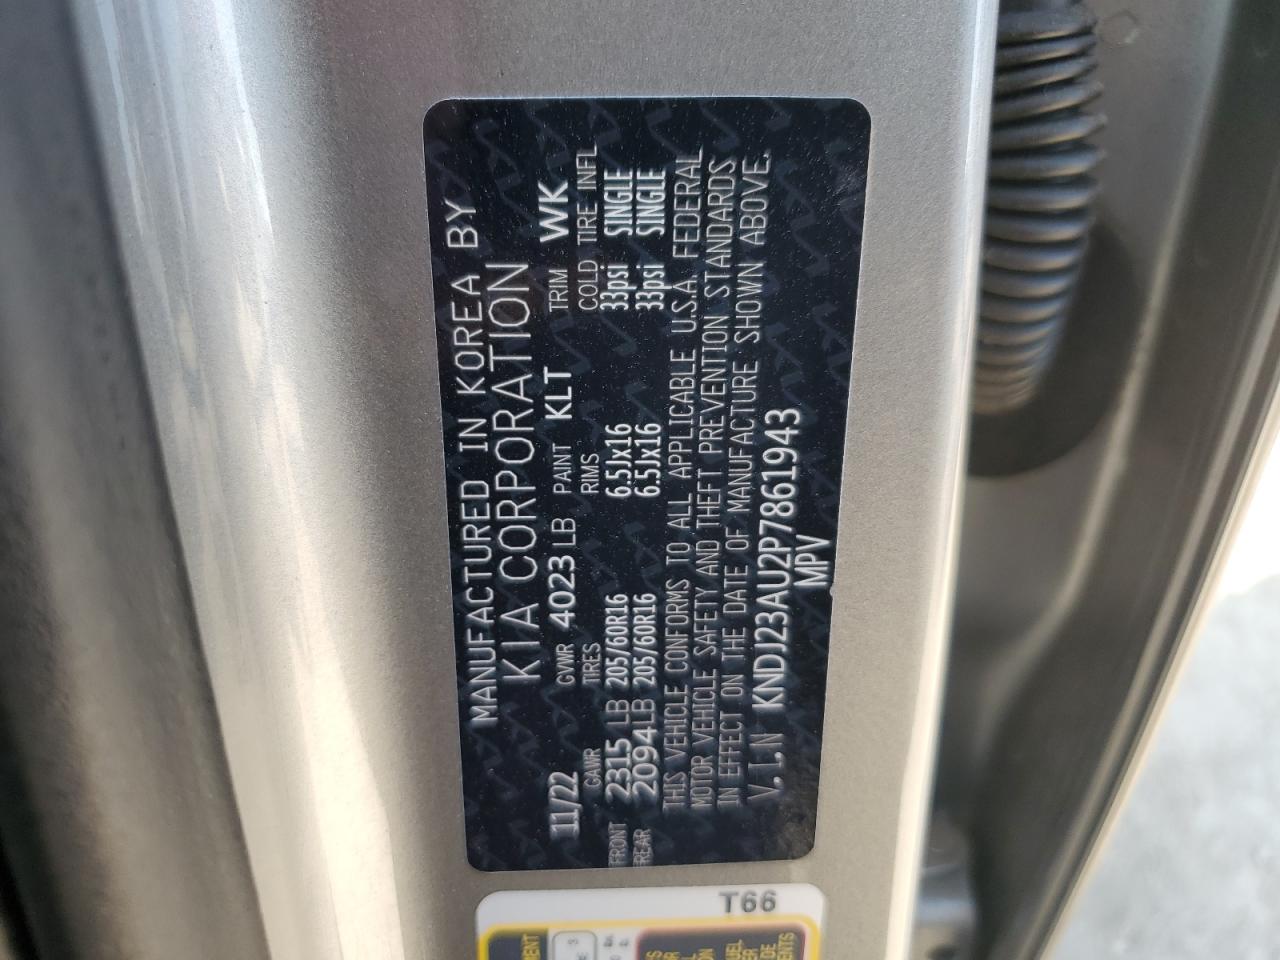 MANUFACTURED IN KOREA BY
KIA CORPORATION
11/22 GVWR 4023 LB PAINT KLT TRIM WK
GAWR TIRES RIMS COLD TIRE INFL
FRONT 2315 LB 205/60R16 6.5Jx16 33psi SINGLE
REAR 2094LB 205/60R16 6.5Jx16 33psi SINGLE
THIS VEHICLE CONFORMS TO ALL APPLICABLE U.S.A. FEDERAL
MOTOR VEHICLE SAFETY AND THEFT PREVENTION STANDARDS
IN EFFECT ON THE DATE OF MANUFACTURE SHOWN ABOVE.
V.I.N KNDJ23AU2P7861943
MPV
T66